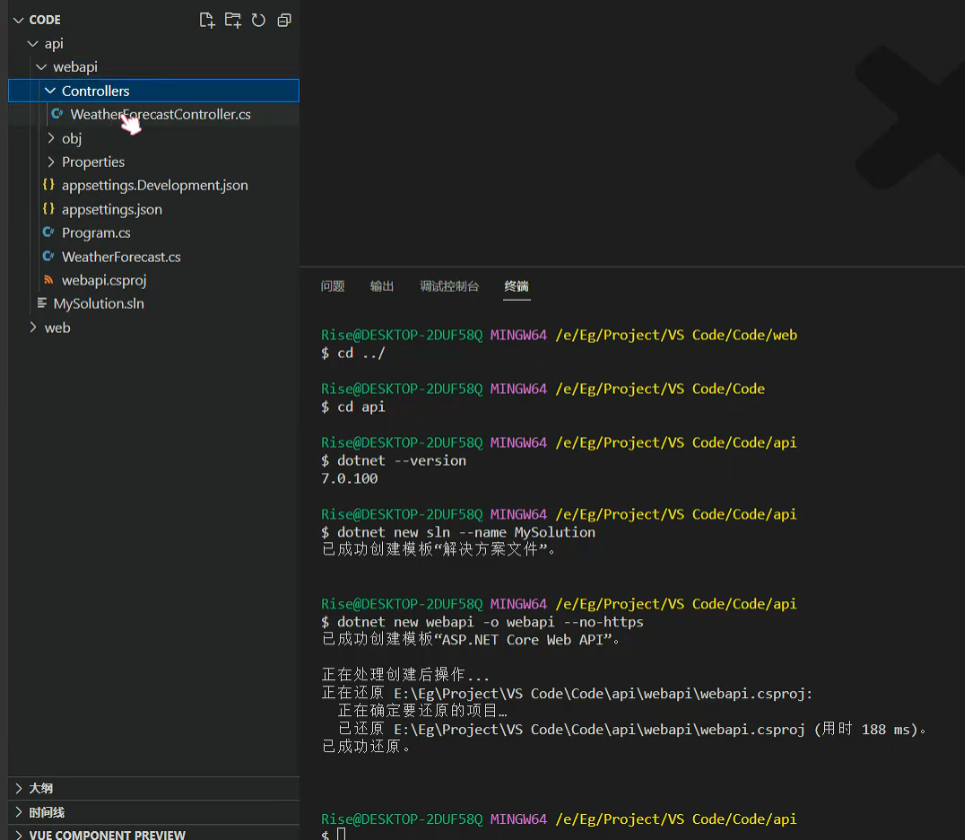 CODE
api
webapi
Controllers
WeatherForecastController.cs
obj
Properties
appsettings.Development.json
appsettings.json
Program.cs
WeatherForecast.cs
webapi.csproj
MySolution.sln
web
大纲
时间线
VUE COMPONENT PREVIEW
问题 输出 调试控制台 终端
Rise@DESKTOP-2DUF58Q MINGW64 /e/Eg/Project/VS Code/Code/web
$ cd ../
Rise@DESKTOP-2DUF58Q MINGW64 /e/Eg/Project/VS Code/Code
$ cd api
Rise@DESKTOP-2DUF58Q MINGW64 /e/Eg/Project/VS Code/Code/api
$ dotnet --version
7.0.100
Rise@DESKTOP-2DUF58Q MINGW64 /e/Eg/Project/VS Code/Code/api
$ dotnet new sln --name MySolution
已成功创建模板“解决方案文件”。
Rise@DESKTOP-2DUF58Q MINGW64 /e/Eg/Project/VS Code/Code/api
$ dotnet new webapi -o webapi --no-https
已成功创建模板“ASP.NET Core Web API”。
正在处理创建后操作...
正在还原 E:\Eg\Project\VS Code\Code\api\webapi\webapi.csproj:
正在确定要还原的项目…
已还原 E:\Eg\Project\VS Code\Code\api\webapi\webapi.csproj (用时 188 ms)。
已成功还原。
Rise@DESKTOP-2DUF58Q MINGW64 /e/Eg/Project/VS Code/Code/api
$